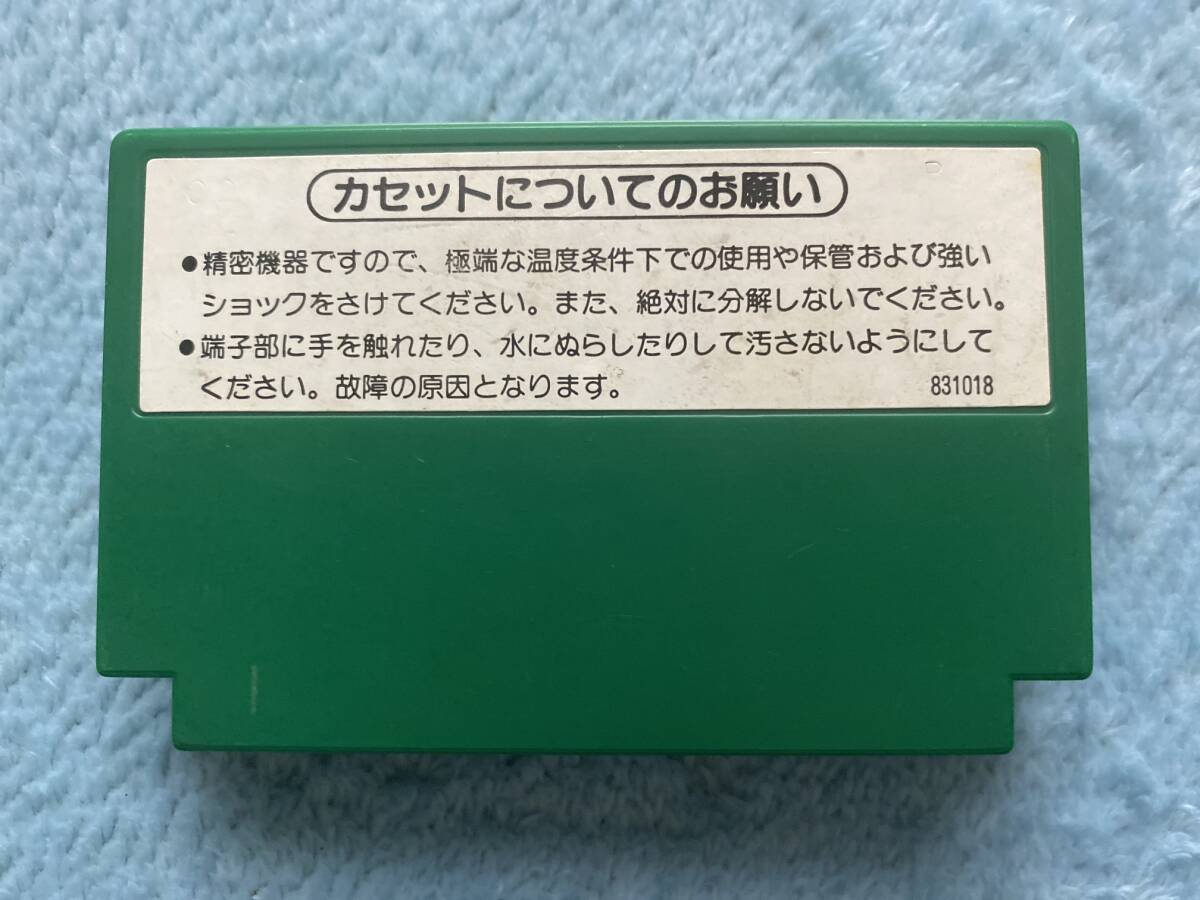 カセットについてのお願い
●精密機器ですので、極端な温度条件下での使用や保管および強い
ショックをさけてください。また、絶対に分解しないでください。
●端子部に手を触れたり、水にぬらしたりして汚さないようにして
ください。故障の原因となります。
831018